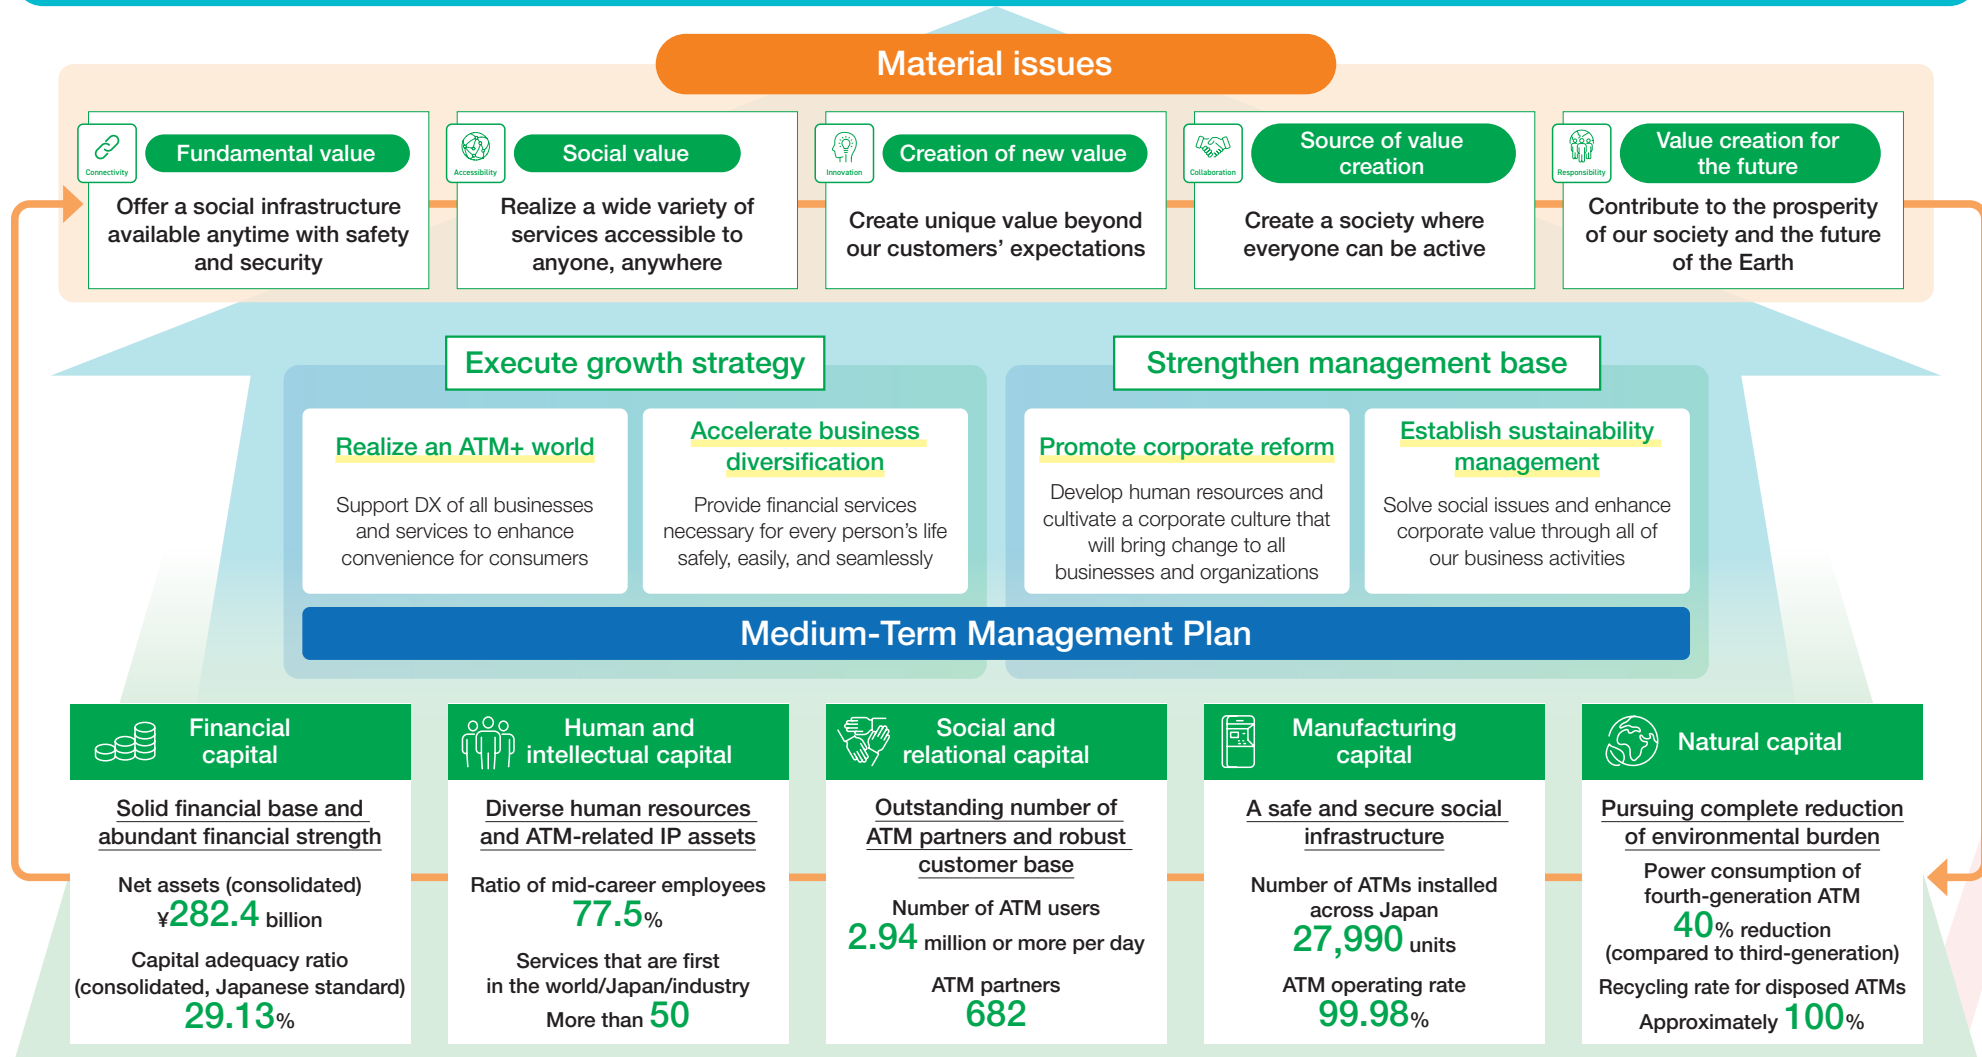 Material issues
Connectivity
Fundamental value
Offer a social infrastructure
available anytime with safety
and security
Accessibility
Social value
Realize a wide variety of
services accessible to
anyone, anywhere
Innovation
Creation of new value
Create unique value beyond
our customers’ expectations
Collaboration
Source of value
creation
Create a society where
everyone can be active
Responsibility
Value creation for
the future
Contribute to the prosperity
of our society and the future
of the Earth
Execute growth strategy
Realize an ATM+ world
Support DX of all businesses
and services to enhance
convenience for consumers
Accelerate business
diversification
Provide financial services
necessary for every person’s life
safely, easily, and seamlessly
Strengthen management base
Promote corporate reform
Develop human resources and
cultivate a corporate culture that
will bring change to all
businesses and organizations
Establish sustainability
management
Solve social issues and enhance
corporate value through all of
our business activities
Medium-Term Management Plan
Financial
capital
Solid financial base and
abundant financial strength
Net assets (consolidated)
¥282.4 billion
Capital adequacy ratio
(consolidated, Japanese standard)
29.13%
Human and
intellectual capital
Diverse human resources
and ATM-related IP assets
Ratio of mid-career employees
77.5%
Services that are first
in the world/Japan/industry
More than 50
Social and
relational capital
Outstanding number of
ATM partners and robust
customer base
Number of ATM users
2.94 million or more per day
ATM partners
682
Manufacturing
capital
A safe and secure social
infrastructure
Number of ATMs installed
across Japan
27,990 units
ATM operating rate
99.98%
Natural capital
Pursuing complete reduction
of environmental burden
Power consumption of
fourth-generation ATM
40% reduction
(compared to third-generation)
Recycling rate for disposed ATMs
Approximately 100%